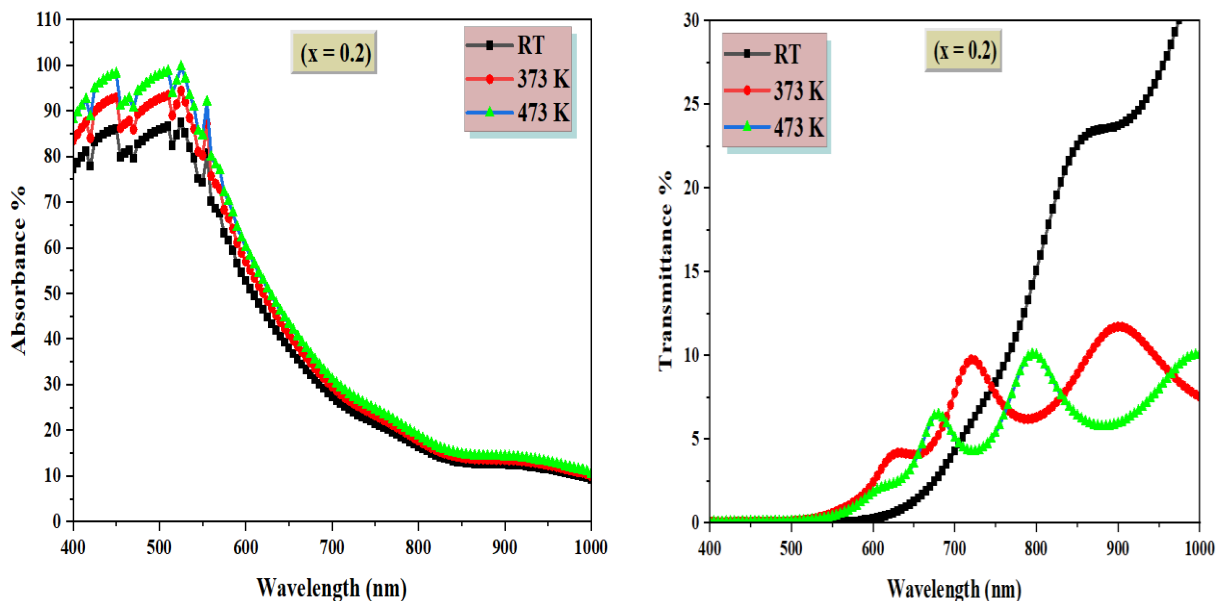 110
100
90
80
70
60
50
40
30
20
10
0
Absorbance %
(x = 0.2)
RT
373 K
473 K
400 500 600 700 800 900 1000
Wavelength (nm)
30
25
20
15
10
5
0
Transmittance %
RT
373 K
473 K
(x = 0.2)
400 500 600 700 800 900 1000
Wavelength (nm)